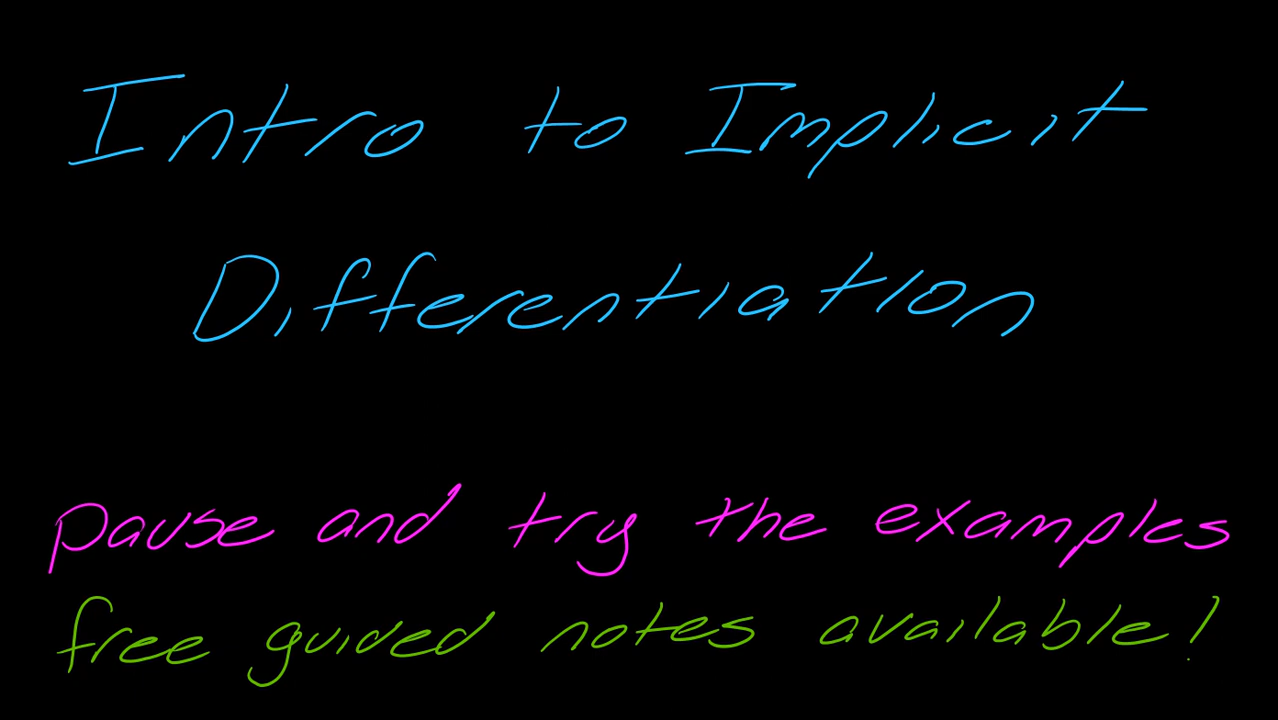 Intro to Implicit
Differentiation
pause and try the examples
free guided notes available!